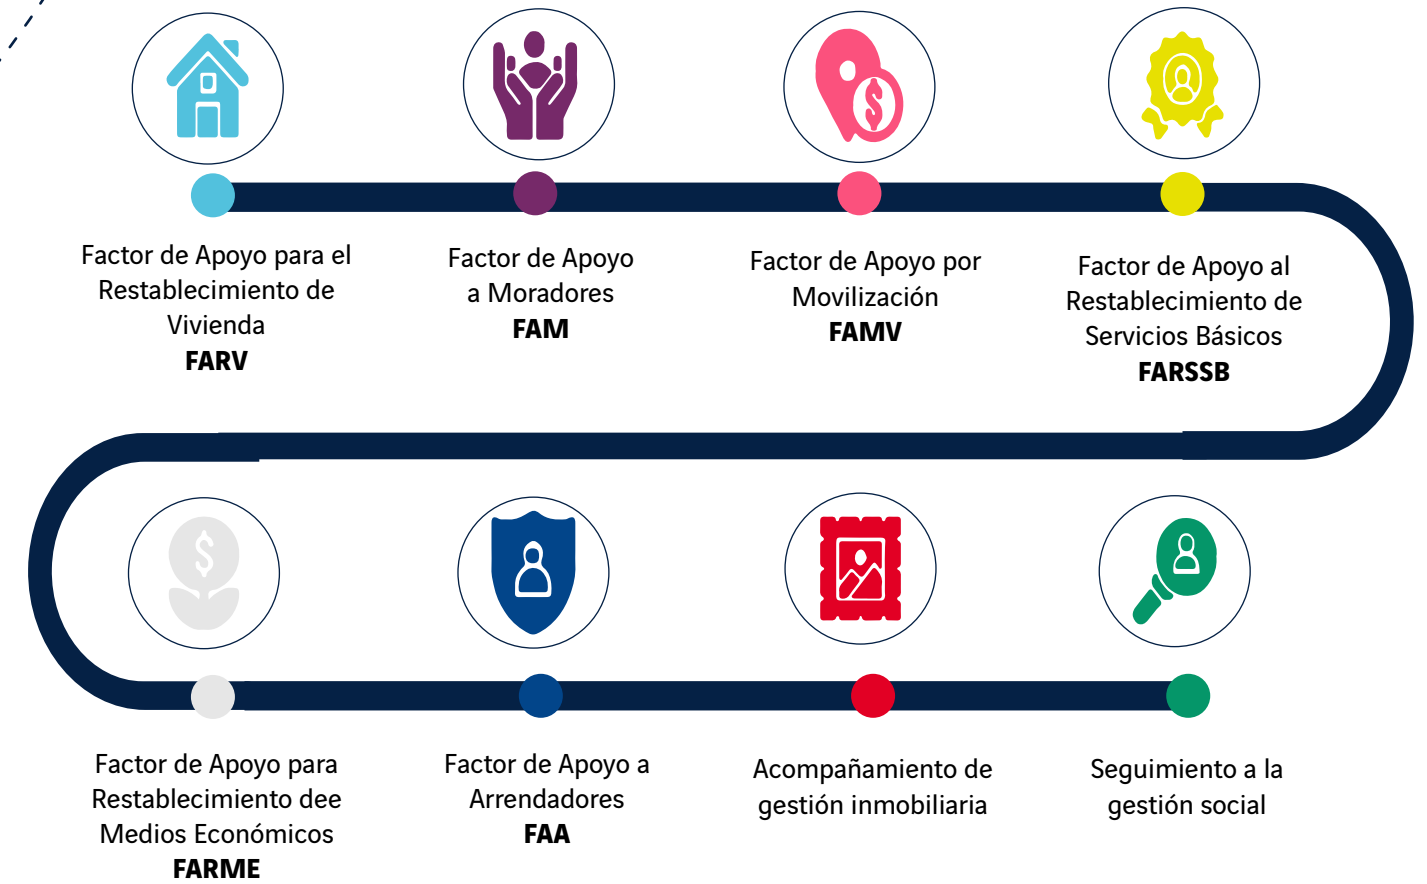 Factor de Apoyo para el
Restablecimiento de
Vivienda
FARV
Factor de Apoyo
a Moradores
FAM
Factor de Apoyo por
Movilización
FAMV
Factor de Apoyo al
Restablecimiento de
Servicios Básicos
FARSSB
Factor de Apoyo para
Restablecimiento dee
Medios Económicos
FARME
Factor de Apoyo a
Arrendadores
FAA
Acompañamiento de
gestión inmobiliaria
Seguimiento a la
gestión social
$
$